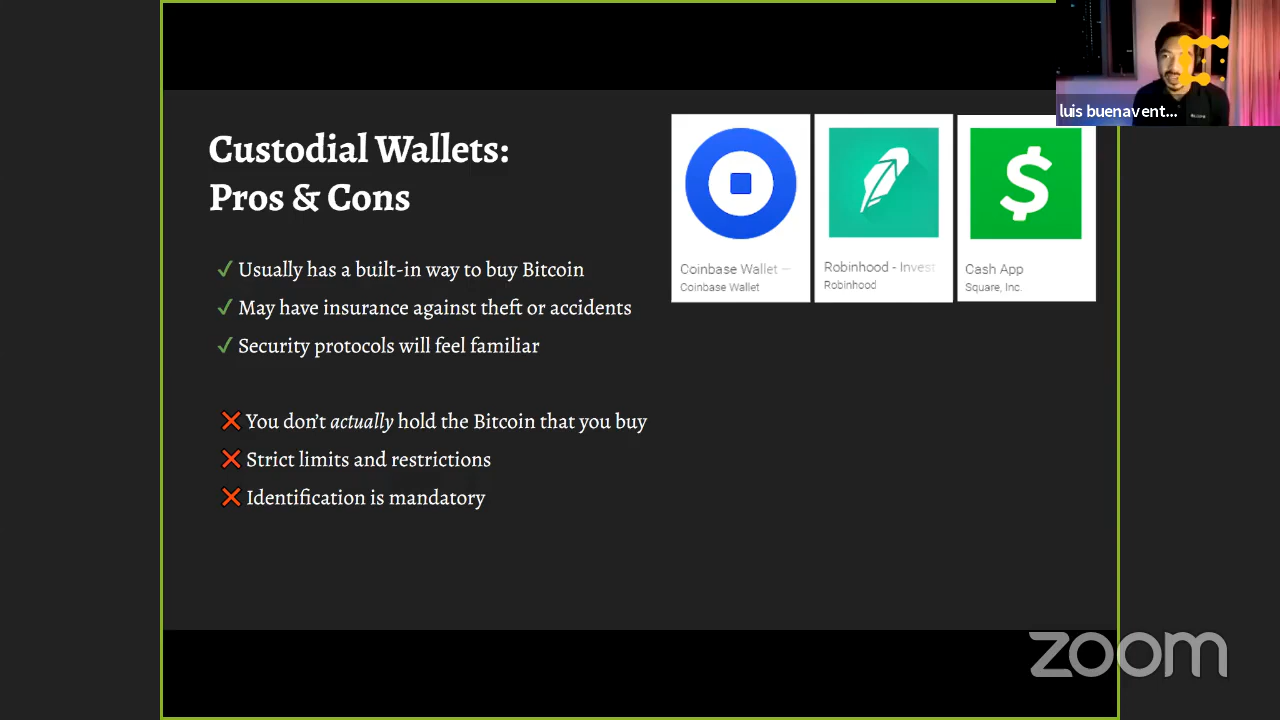 luis buenavent...
Custodial Wallets:
Pros & Cons
✓ Usually has a built-in way to buy Bitcoin
✓ May have insurance against theft or accidents
✓ Security protocols will feel familiar
❌ You don't actually hold the Bitcoin that you buy
❌ Strict limits and restrictions
❌ Identification is mandatory
Coinbase Wallet —
Coinbase Wallet
Robinhood - Invest
Robinhood
$
Cash App
Square, Inc.
zoom